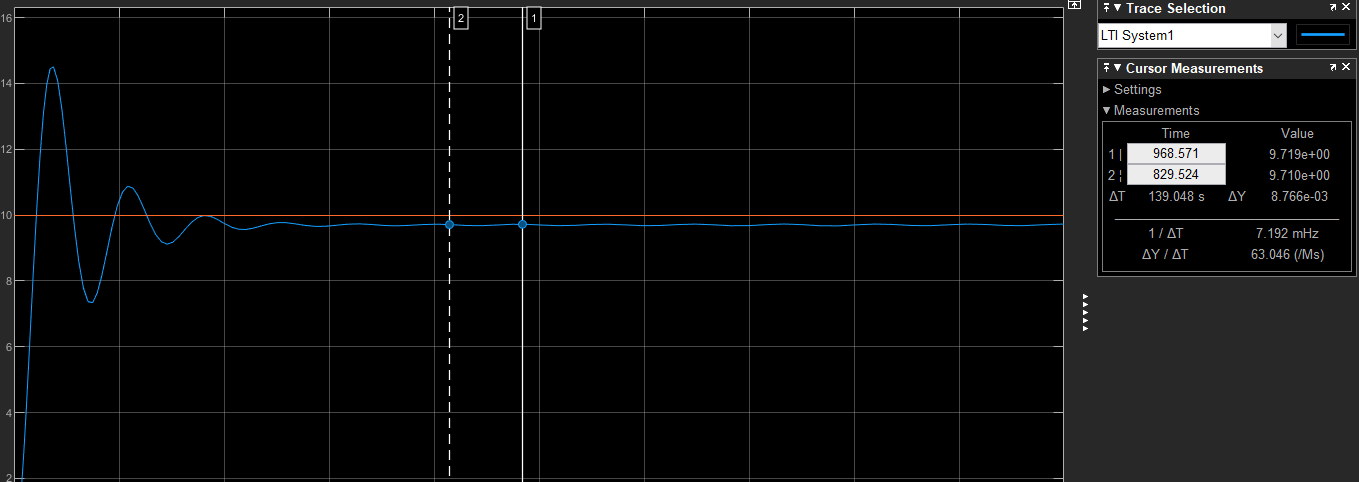 16
14
12
10
8
6
4
2
2
1
Trace Selection
LTI System1
Cursor Measurements
Settings
Measurements
Time Value
1 | 968.571 9.719e+00
2 ¦ 829.524 9.710e+00
ΔT 139.048 s ΔY 8.766e-03
1 / ΔT 7.192 mHz
ΔY / ΔT 63.046 (/Ms)